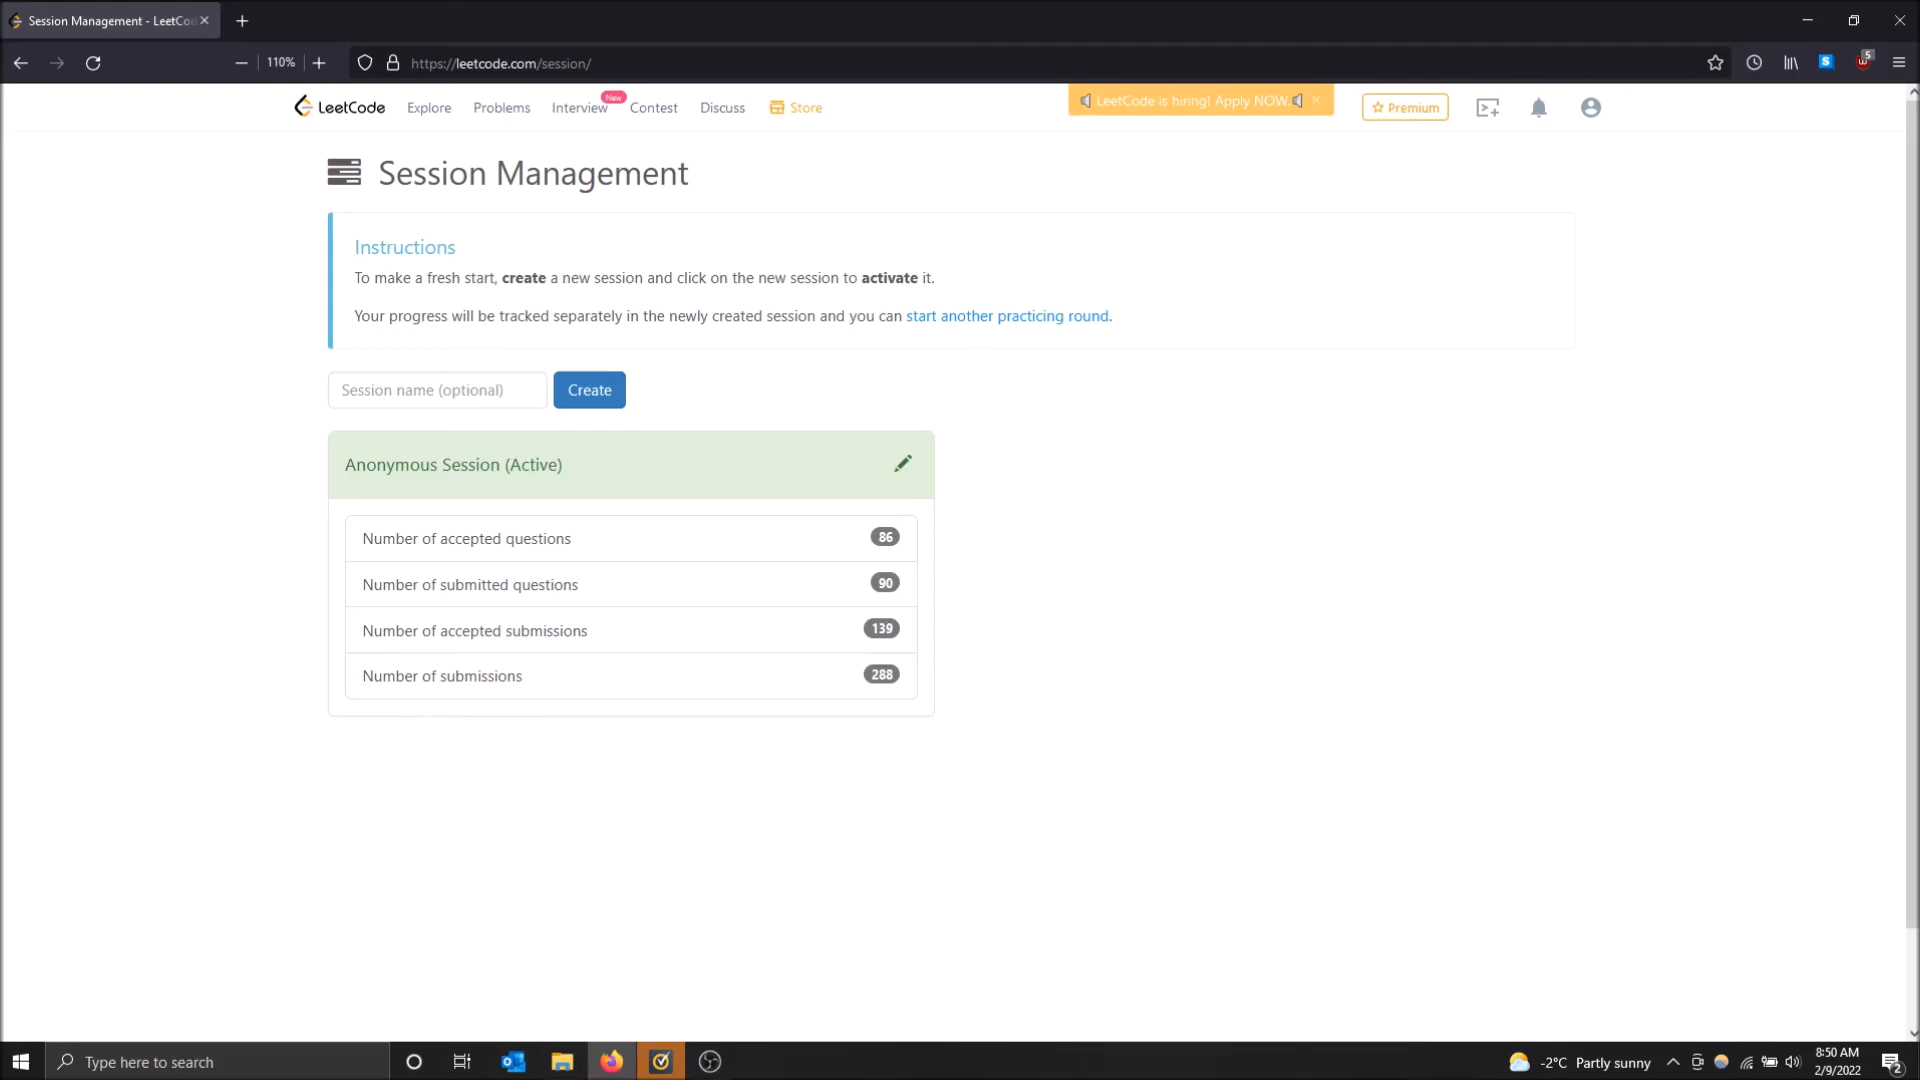 Session Management - LeetCo
110%
https://leetcode.com/session/
5
LeetCode
Explore
Problems
Interview
New
Contest
Discuss
Store
LeetCode is hiring! Apply NOW.
Premium
Session Management
Instructions
To make a fresh start, create a new session and click on the new session to activate it.
Your progress will be tracked separately in the newly created session and you can start another practicing round.
Session name (optional)
Create
Anonymous Session (Active)
Number of accepted questions 86
Number of submitted questions 90
Number of accepted submissions 139
Number of submissions 288
Type here to search
-2°C Partly sunny
8:50 AM
2/9/2022
2